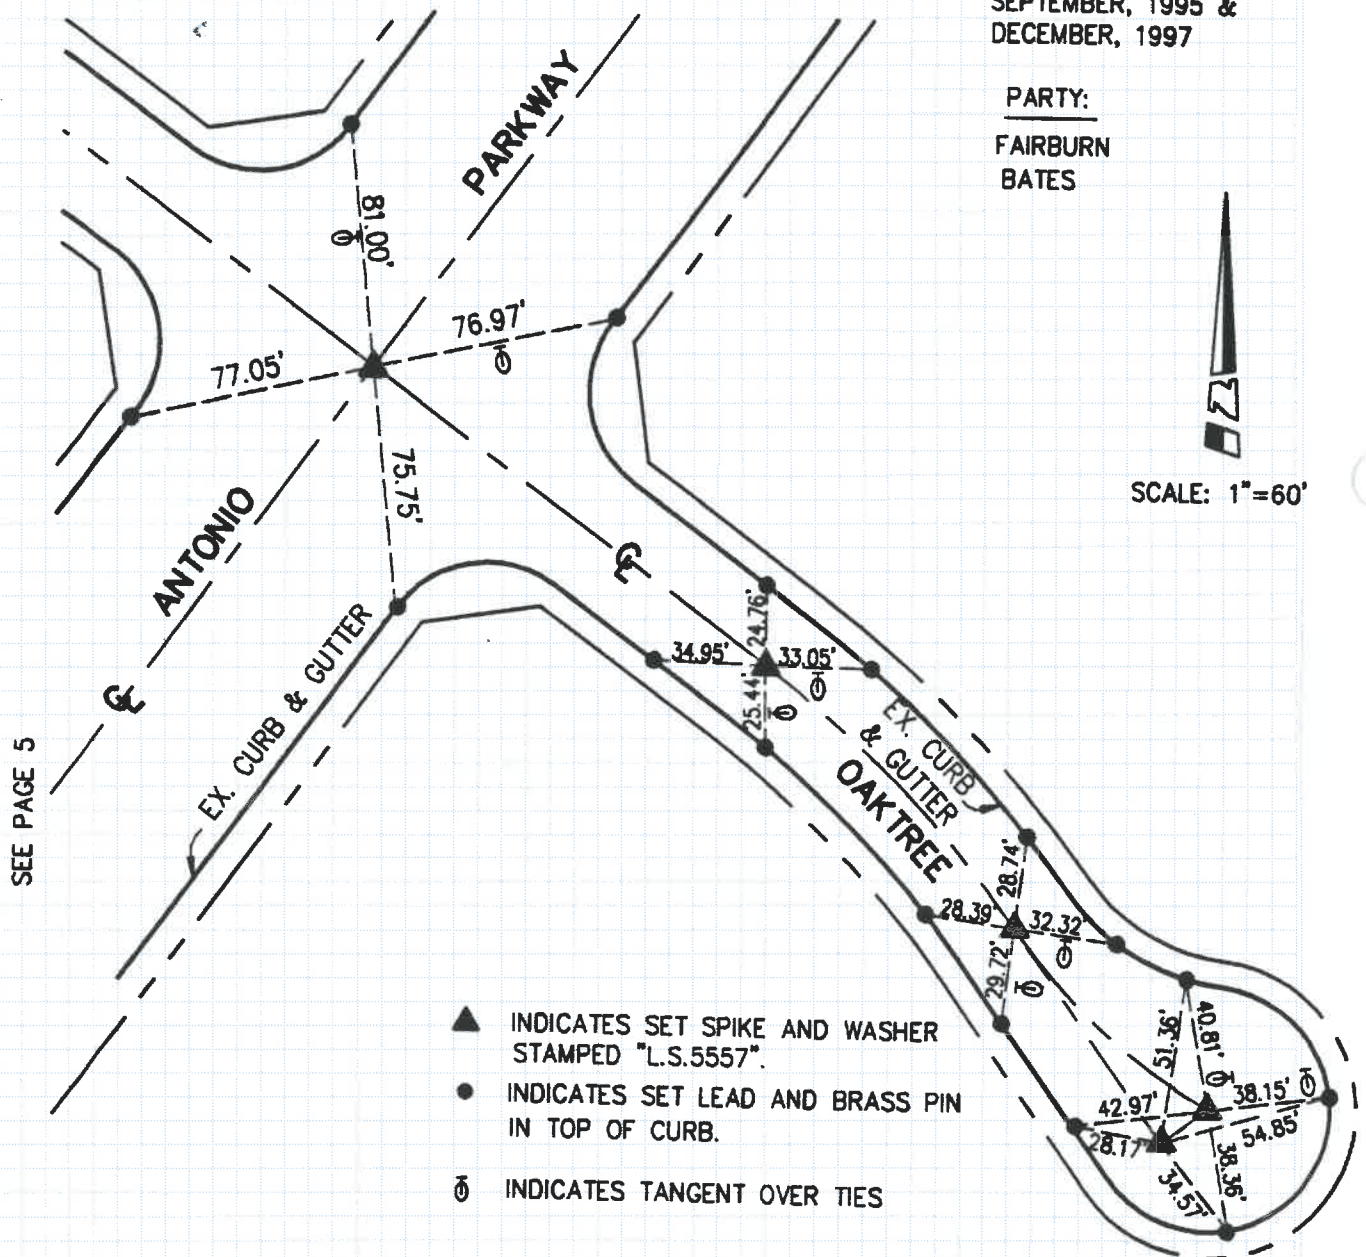 SEPTEMBER, 1995 &
DECEMBER, 1997
PARTY:
FAIRBURN
BATES
PARKWAY
81.00'
76.97'
77.05'
N
SCALE: 1"=60'
75.75'
ANTONIO
℄
℄
24.76'
34.95'
33.05'
25.44'
EX. CURB & GUTTER
EX. CURB
& GUTTER
OAKTREE
SEE PAGE 5
28.74'
28.39'
32.32'
29.72'
51.36'
40.81'
42.97'
38.15'
54.85'
28.17'
38.36'
34.57'
INDICATES SET SPIKE AND WASHER
STAMPED "L.S.5557".
INDICATES SET LEAD AND BRASS PIN
IN TOP OF CURB.
INDICATES TANGENT OVER TIES